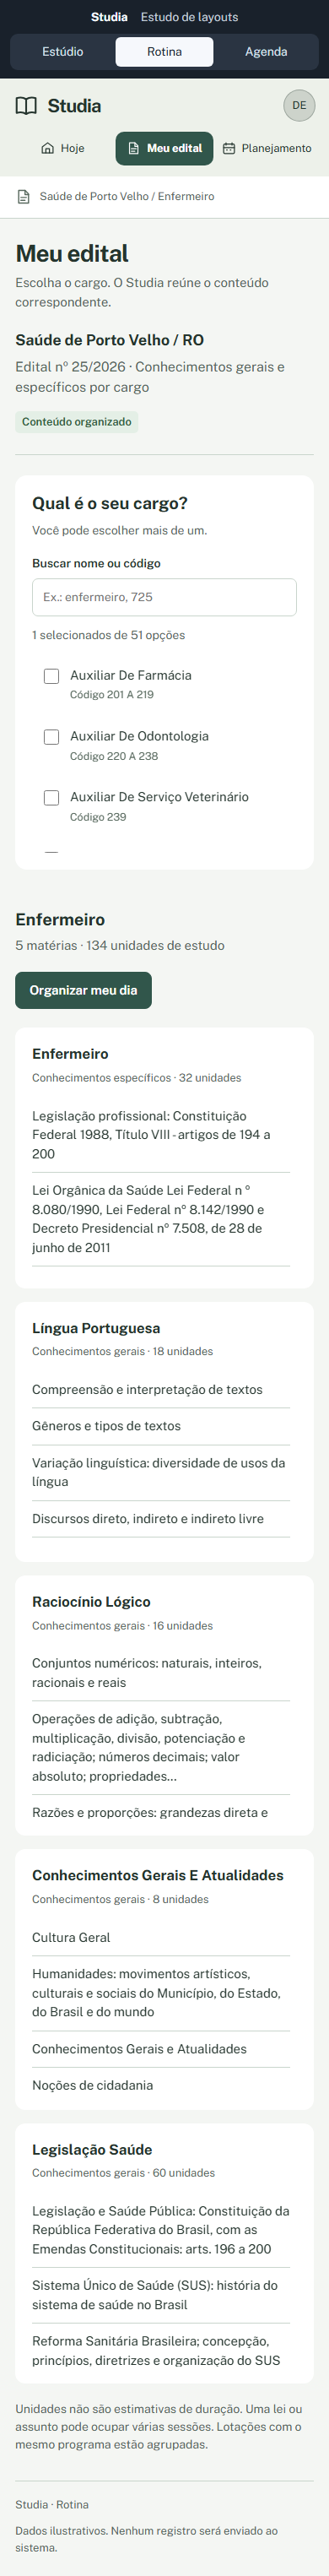 Studia Estudo de layouts
Estúdio Rotina Agenda
Studia DE
Hoje Meu edital Planejamento
Saúde de Porto Velho / Enfermeiro
Meu edital
Escolha o cargo. O Studia reúne o conteúdo
correspondente.
Saúde de Porto Velho / RO
Edital nº 25/2026 · Conhecimentos gerais e
específicos por cargo
Conteúdo organizado
Qual é o seu cargo?
Você pode escolher mais de um.
Buscar nome ou código
Ex.: enfermeiro, 725
1 selecionados de 51 opções
Auxiliar De Farmácia
Código 201 A 219
Auxiliar De Odontologia
Código 220 A 238
Auxiliar De Serviço Veterinário
Código 239
Enfermeiro
5 matérias · 134 unidades de estudo
Organizar meu dia
Enfermeiro
Conhecimentos específicos · 32 unidades
Legislação profissional: Constituição
Federal 1988, Título VIII - artigos de 194 a
200
Lei Orgânica da Saúde Lei Federal n º
8.080/1990, Lei Federal nº 8.142/1990 e
Decreto Presidencial nº 7.508, de 28 de
junho de 2011
Língua Portuguesa
Conhecimentos gerais · 18 unidades
Compreensão e interpretação de textos
Gêneros e tipos de textos
Variação linguística: diversidade de usos da
língua
Discursos direto, indireto e indireto livre
Raciocínio Lógico
Conhecimentos gerais · 16 unidades
Conjuntos numéricos: naturais, inteiros,
racionais e reais
Operações de adição, subtração,
multiplicação, divisão, potenciação e
radiciação; números decimais; valor
absoluto; propriedades...
Razões e proporções: grandezas direta e
Conhecimentos Gerais E Atualidades
Conhecimentos gerais · 8 unidades
Cultura Geral
Humanidades: movimentos artísticos,
culturais e sociais do Município, do Estado,
do Brasil e do mundo
Conhecimentos Gerais e Atualidades
Noções de cidadania
Legislação Saúde
Conhecimentos gerais · 60 unidades
Legislação e Saúde Pública: Constituição da
República Federativa do Brasil, com as
Emendas Constitucionais: arts. 196 a 200
Sistema Único de Saúde (SUS): história do
sistema de saúde no Brasil
Reforma Sanitária Brasileira; concepção,
princípios, diretrizes e organização do SUS
Unidades não são estimativas de duração. Uma lei ou
assunto pode ocupar várias sessões. Lotações com o
mesmo programa estão agrupadas.
Studia · Rotina
Dados ilustrativos. Nenhum registro será enviado ao
sistema.